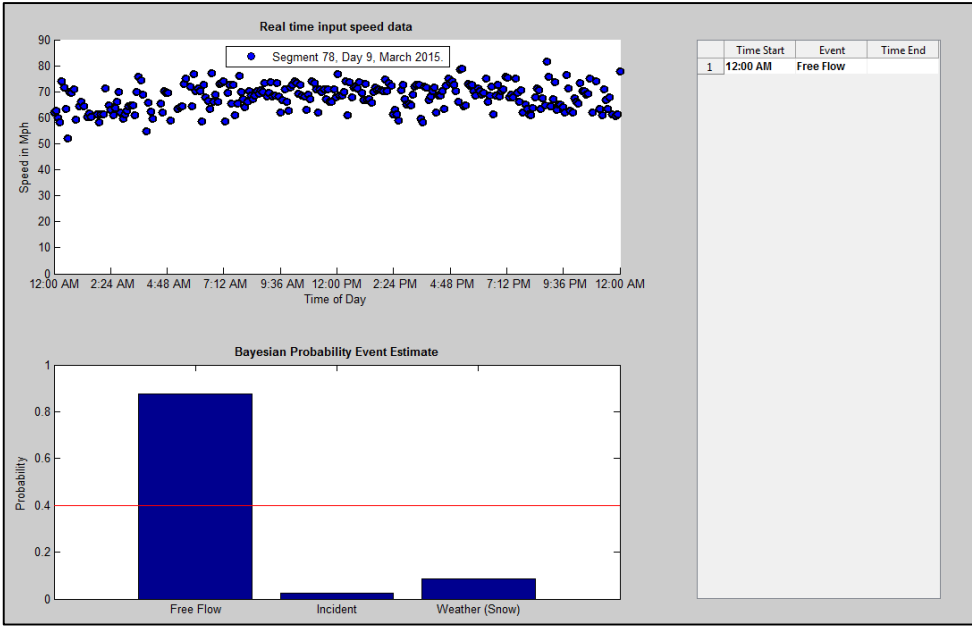 Real time input speed data
90
80
70
60
50
40
30
20
10
0
Speed in Mph
Segment 78, Day 9, March 2015.
12:00 AM 2:24 AM 4:48 AM 7:12 AM 9:36 AM 12:00 PM 2:24 PM 4:48 PM 7:12 PM 9:36 PM 12:00 AM
Time of Day
Time Start Event Time End
1 12:00 AM Free Flow
Bayesian Probability Event Estimate
1
0.8
0.6
0.4
0.2
0
Probability
Free Flow Incident Weather (Snow)